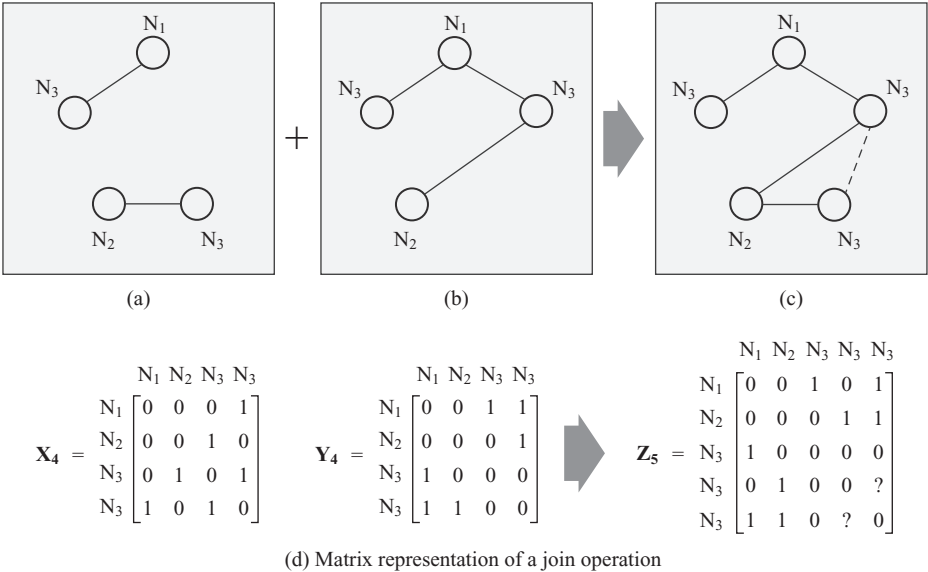 N₁
N₃
N₂
N₃
(a)
+
N₁
N₃
N₃
N₂
(b)
N₁
N₃
N₃
N₂
N₃
(c)
N₁ N₂ N₃ N₃
N₁ 0 0 0 1
N₂ 0 0 1 0
X₄ =
N₃ 0 1 0 1
N₃ 1 0 1 0
N₁ N₂ N₃ N₃
N₁ 0 0 1 1
N₂ 0 0 0 1
Y₄ =
N₃ 1 0 0 0
N₃ 1 1 0 0
N₁ N₂ N₃ N₃ N₃
N₁ 0 0 1 0 1
N₂ 0 0 0 1 1
Z₅ = N₃ 1 0 0 0 0
N₃ 0 1 0 0 ?
N₃ 1 1 0 ? 0
(d) Matrix representation of a join operation